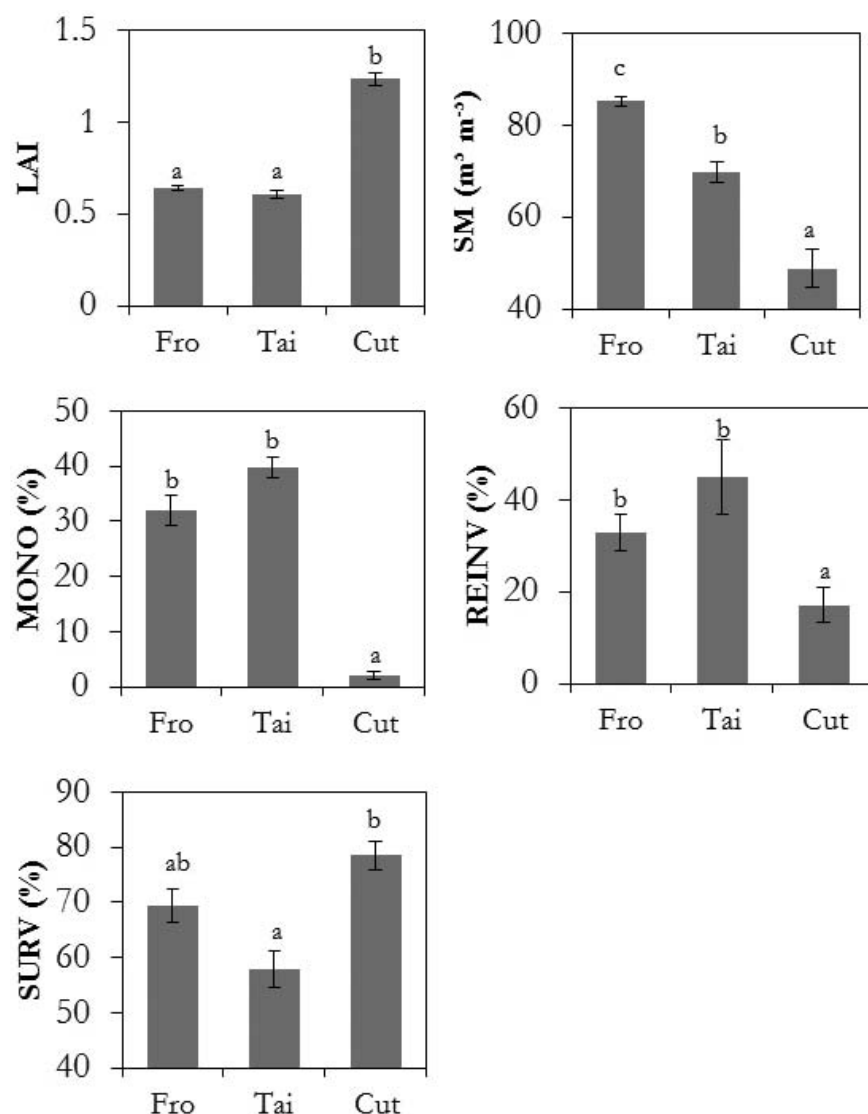 LAI
1.5
1
0.5
0
a
a
b
Fro Tai Cut
SM (m³ m⁻³)
100
80
60
40
c
b
a
Fro Tai Cut
MONO (%)
50
40
30
20
10
0
b
b
a
Fro Tai Cut
REINV (%)
60
40
20
0
b
b
a
Fro Tai Cut
SURV (%)
90
80
70
60
50
40
ab
a
b
Fro Tai Cut